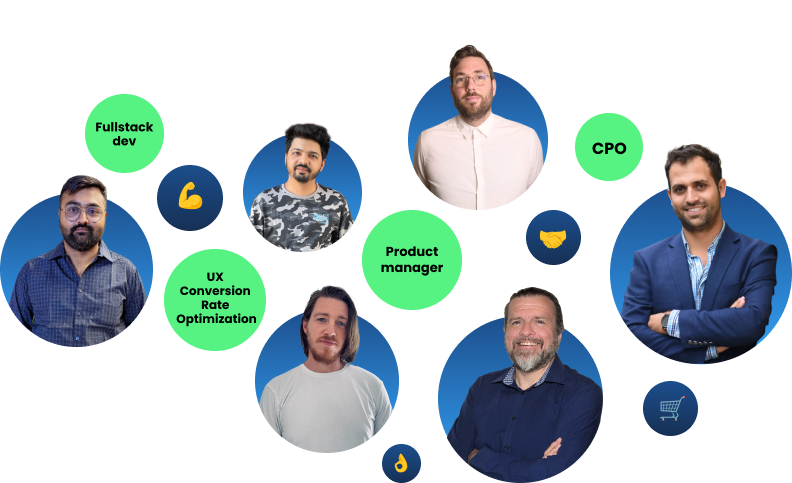 Fullstack
dev
CPO
Product
manager
UX
Conversion
Rate
Optimization